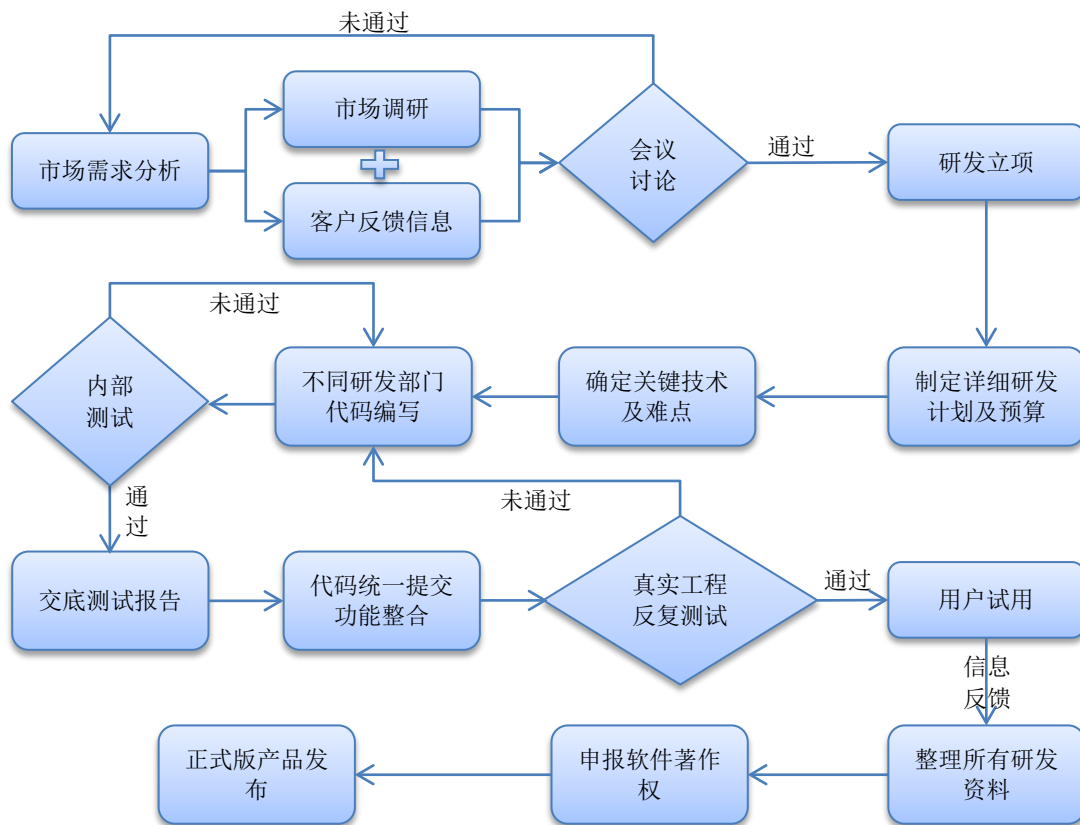 未通过
市场调研
市场需求分析
客户反馈信息
会议
讨论
通过
研发立项
未通过
内部
测试
不同研发部门
代码编写
确定关键技术
及难点
制定详细研发
计划及预算
通
过
未通过
交底测试报告
代码统一提交
功能整合
真实工程
反复测试
通过
用户试用
信息
反馈
正式版产品发
布
申报软件著作
权
整理所有研发
资料